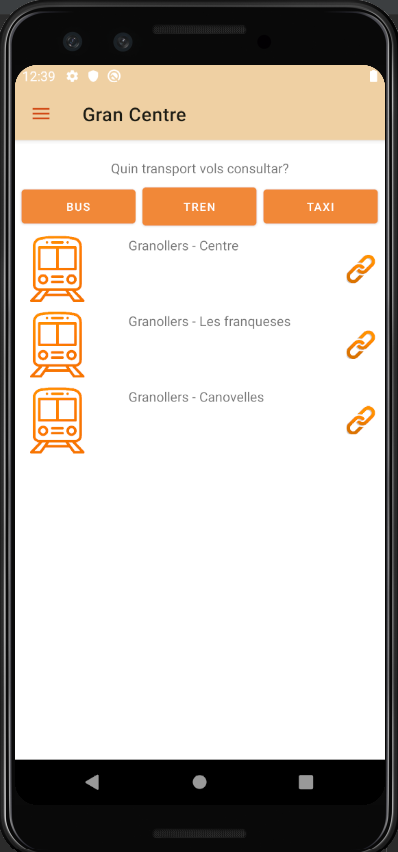 12:39
Gran Centre
Quin transport vols consultar?
BUS TREN TAXI
Granollers - Centre
Granollers - Les franqueses
Granollers - Canovelles